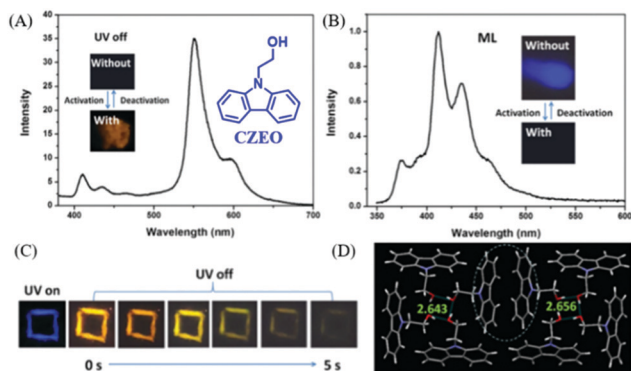 (A)
UV off
Without
Activation
Deactivation
With
OH
N
CZEO
Intensity
40
35
30
25
20
15
10
5
0
400
500
600
700
Wavelength (nm)
(B)
ML
Without
Activation
Deactivation
With
Intensity
1.0
0.8
0.6
0.4
0.2
0.0
350
400
450
500
550
600
Wavelength (nm)
(C)
UV on
UV off
0 s
5 s
(D)
2.643
2.656